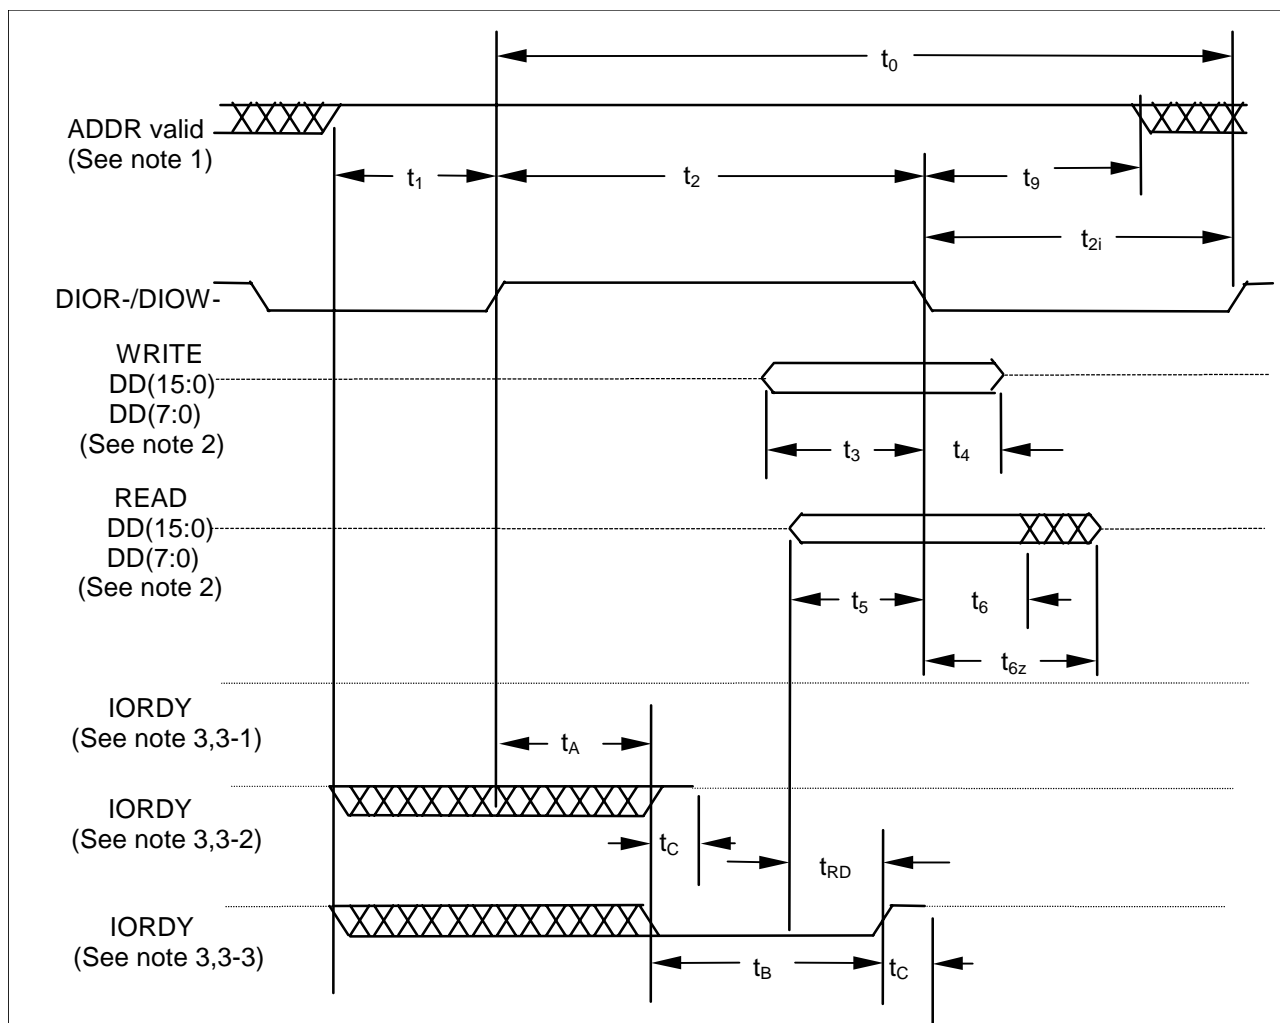 t0
ADDR valid
(See note 1)
t1
t2
t9
t2i
DIOR-/DIOW-
WRITE
DD(15:0)
DD(7:0)
(See note 2)
t3
t4
READ
DD(15:0)
DD(7:0)
(See note 2)
t5
t6
t6z
IORDY
(See note 3,3-1)
tA
IORDY
(See note 3,3-2)
tC
tRD
IORDY
(See note 3,3-3)
tB
tC